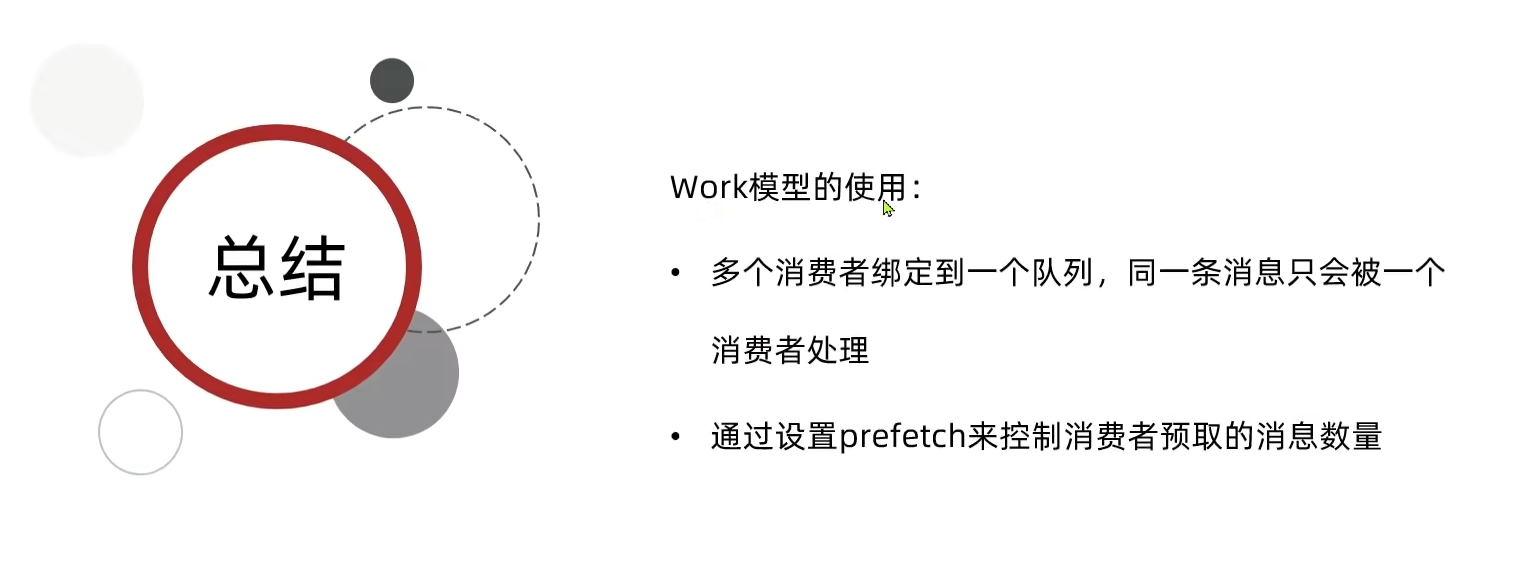 总结
Work模型的使用：
• 多个消费者绑定到一个队列，同一条消息只会被一个
消费者处理
• 通过设置prefetch来控制消费者预取的消息数量